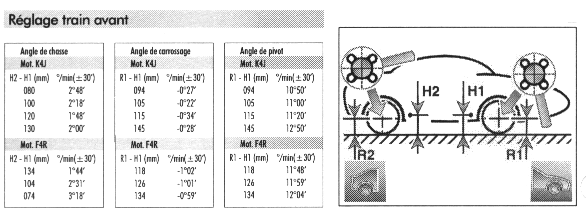 Réglage train avant
Angle de chasse
Mot. K4J
H2 - H1 (mm) °/min(±30')
080 2°48'
100 2°18'
120 1°48'
130 2°00'
Mot. F4R
H2 - H1 (mm) °/min(±30')
134 1°44'
104 2°31'
074 3°18'
Angle de carrossage
Mot. K4J
R1 - H1 (mm) °/min(±30')
094 -0°27'
105 -0°22'
115 -0°34'
145 -0°28'
Mot. F4R
R1 - H1 (mm) °/min(±30')
118 -1°02'
126 -1°01'
134 -0°59'
Angle de pivot
Mot. K4J
R1 - H1 (mm) °/min(±30')
094 10°50'
105 11°00'
115 11°20'
145 12°50'
Mot. F4R
R1 - H1 (mm) °/min(±30')
118 11°48'
126 11°59'
134 12°04'
H2 H1
R2 R1